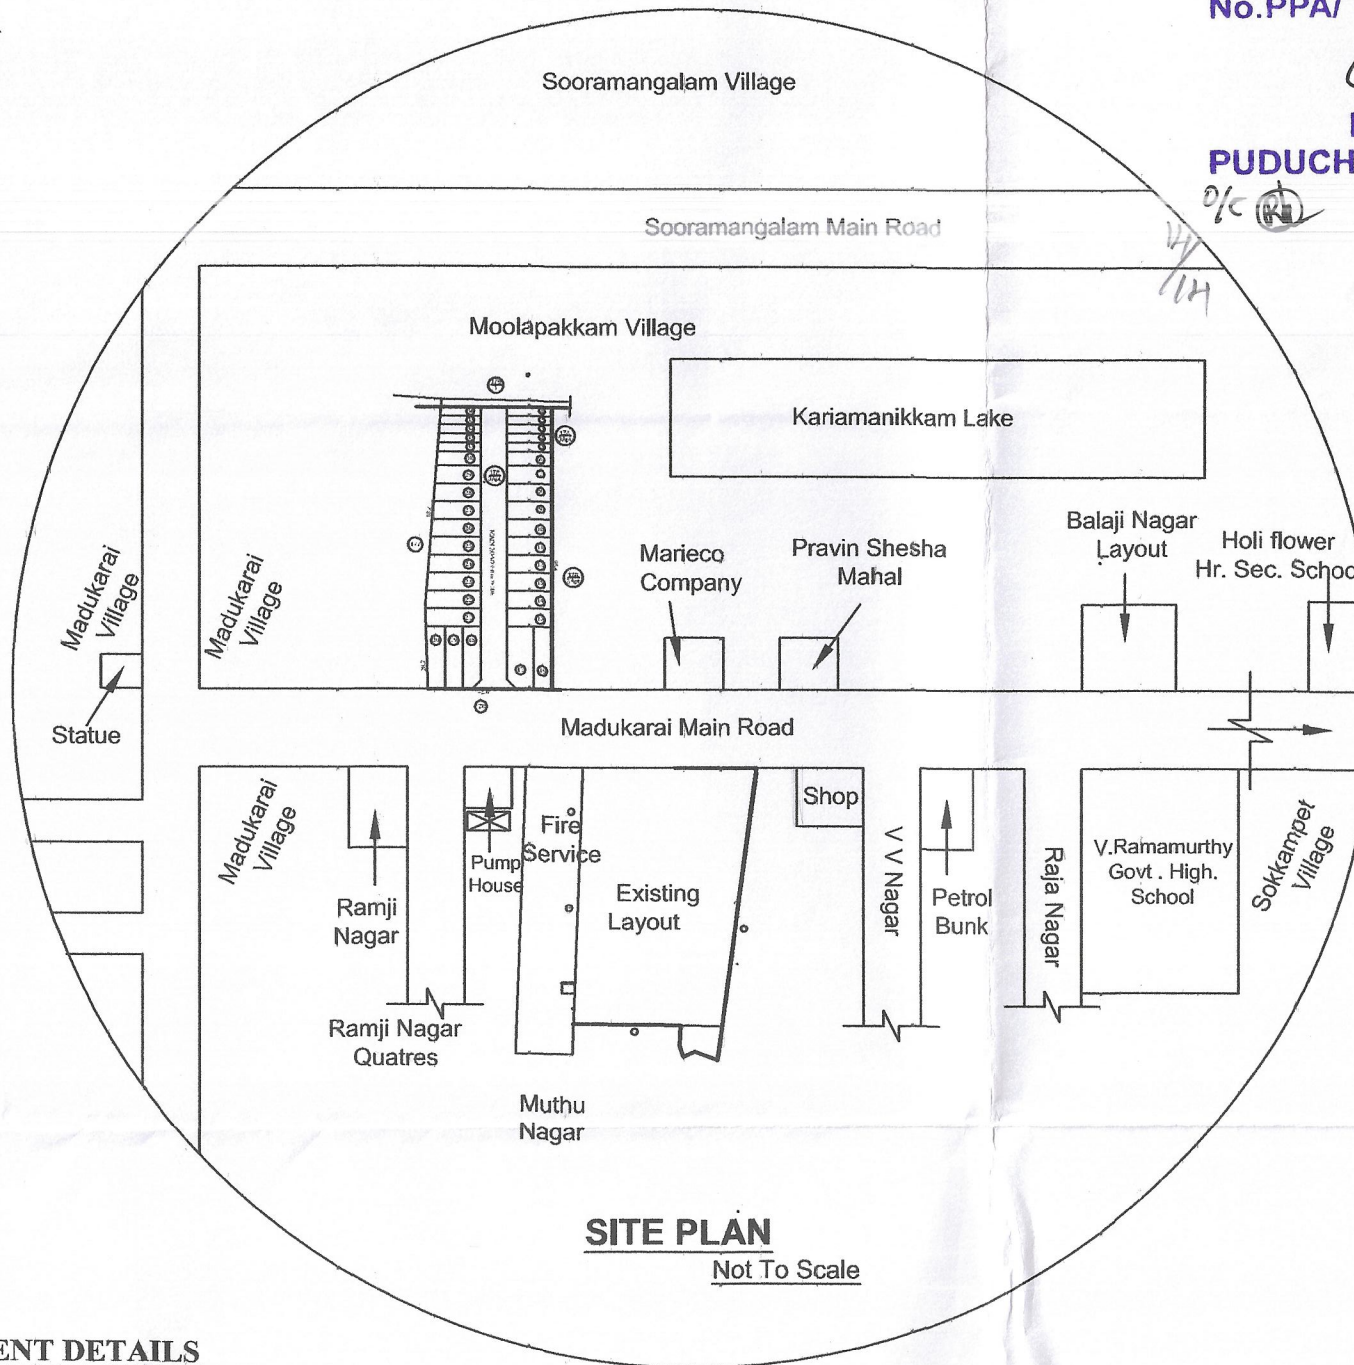 No.PPA/
PUDUCH
O/C
Sooramangalam Village
Sooramangalam Main Road
Moolapakkam Village
Kariamanikkam Lake
Madukarai
Village
Madukarai
Village
Marieco
Company
Pravin Shesha
Mahal
Balaji Nagar
Layout
Holi flower
Hr. Sec. Schoo
Statue
Madukarai Main Road
Madukarai
Village
Ramji
Nagar
Pump
House
Fire
Service
Existing
Layout
Shop
V V Nagar
Petrol
Bunk
Raja Nagar
V.Ramamurthy
Govt . High.
School
Sokkampet
Village
Ramji Nagar
Quatres
Muthu
Nagar
SITE PLAN
Not To Scale
ENT DETAILS